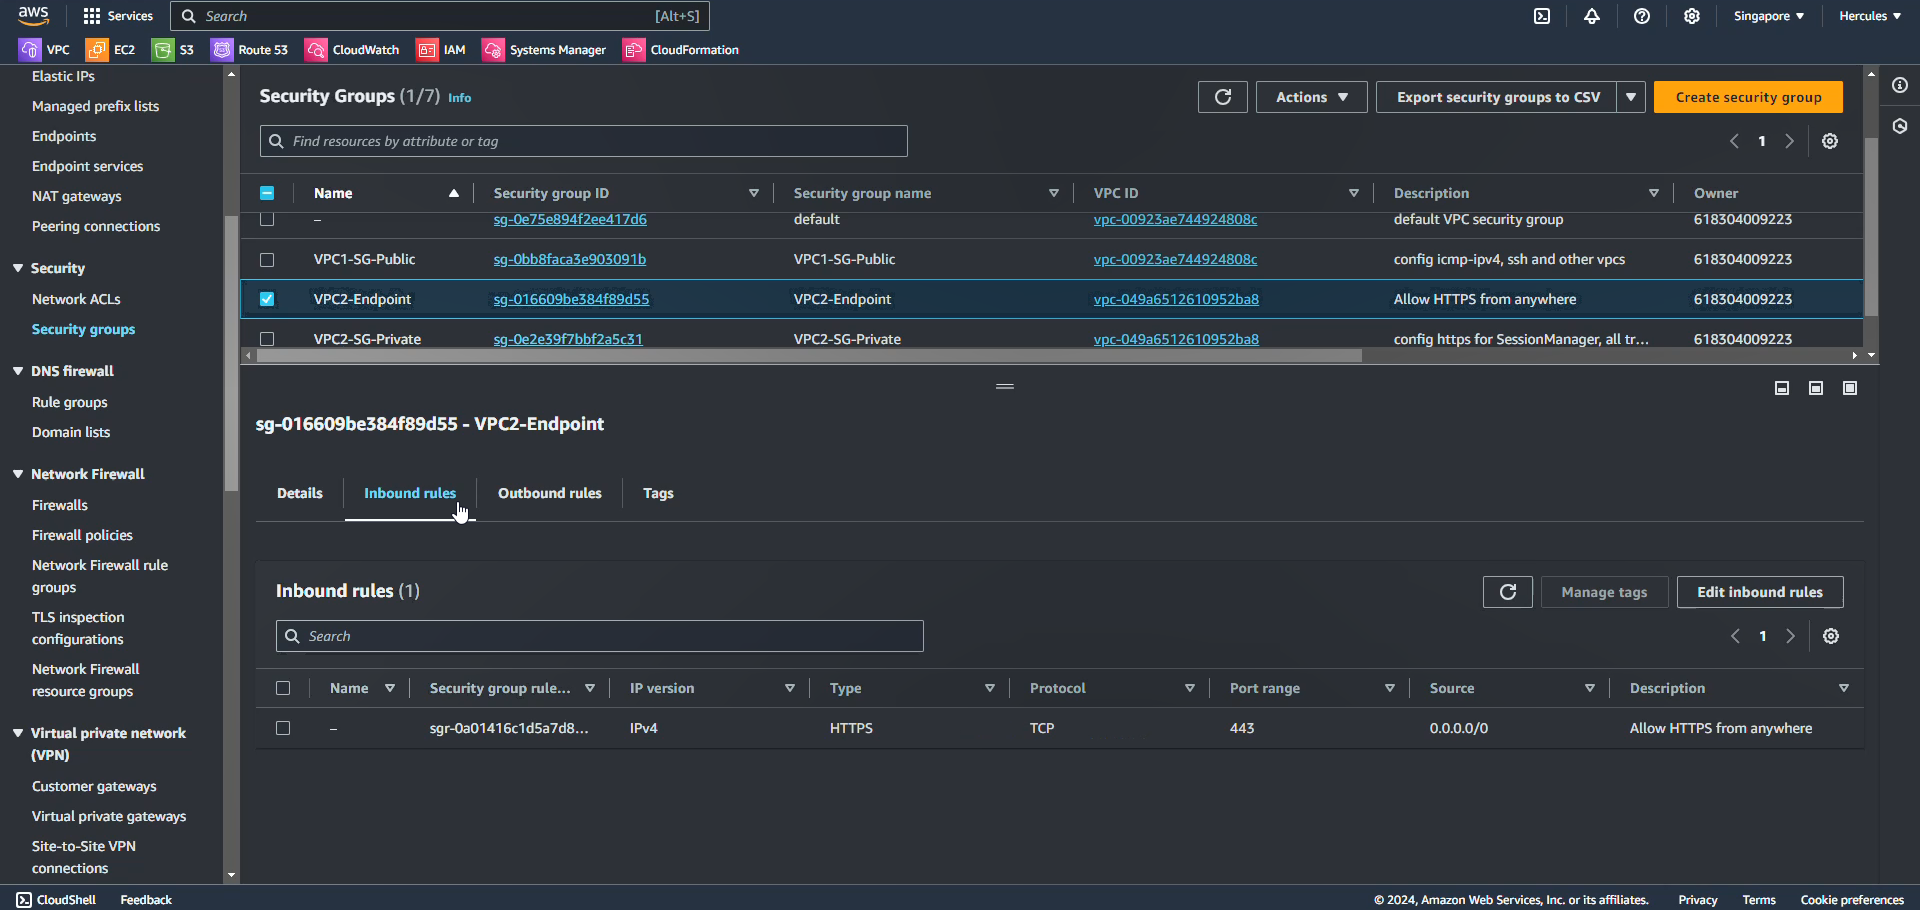 aws Services Search [Alt+S] Singapore Hercules
VPC EC2 S3 Route 53 CloudWatch IAM Systems Manager CloudFormation
Elastic IPs
Managed prefix lists
Endpoints
Endpoint services
NAT gateways
Peering connections
Security
Network ACLs
Security groups
DNS firewall
Rule groups
Domain lists
Network Firewall
Firewalls
Firewall policies
Network Firewall rule
groups
TLS inspection
configurations
Network Firewall
resource groups
Virtual private network
(VPN)
Customer gateways
Virtual private gateways
Site-to-Site VPN
connections
Security Groups (1/7) Info Actions Export security groups to CSV Create security group
Find resources by attribute or tag 1
Name Security group ID Security group name VPC ID Description Owner
– sg-0e75e894f2ee417d6 default vpc-00923ae744924808c default VPC security group 618304009223
VPC1-SG-Public sg-0bb8faca3e903091b VPC1-SG-Public vpc-00923ae744924808c config icmp-ipv4, ssh and other vpcs 618304009223
VPC2-Endpoint sg-016609be384f89d55 VPC2-Endpoint vpc-049a6512610952ba8 Allow HTTPS from anywhere 618304009223
VPC2-SG-Private sg-0e2e39f7bbf2a5c31 VPC2-SG-Private vpc-049a6512610952ba8 config https for SessionManager, all tr... 618304009223
sg-016609be384f89d55 - VPC2-Endpoint
Details Inbound rules Outbound rules Tags
Inbound rules (1) Manage tags Edit inbound rules
Search 1
Name Security group rule... IP version Type Protocol Port range Source Description
– sgr-0a01416c1d5a7d8... IPv4 HTTPS TCP 443 0.0.0.0/0 Allow HTTPS from anywhere
CloudShell Feedback © 2024, Amazon Web Services, Inc. or its affiliates. Privacy Terms Cookie preferences